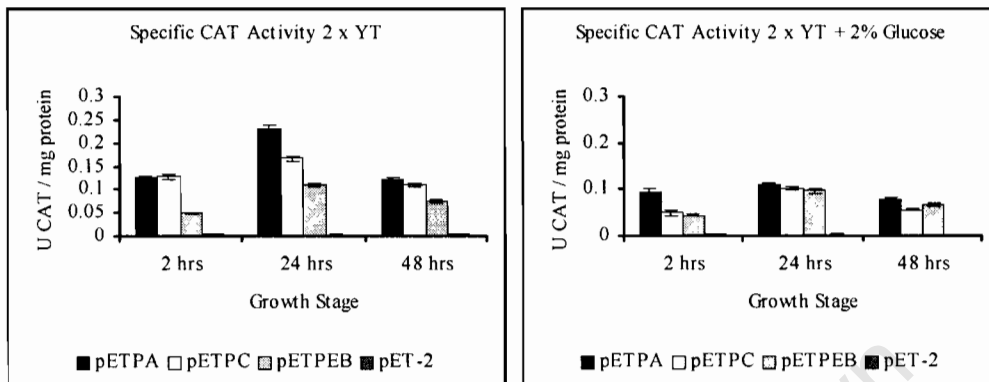 Specific CAT Activity 2 x YT
U CAT / mg protein
0.3
0.25
0.2
0.15
0.1
0.05
0
2 hrs 24 hrs 48 hrs
Growth Stage
pETPA pETPC pETPEB pET-2
Specific CAT Activity 2 x YT + 2% Glucose
U CAT / mg protein
0.3
0.2
0.1
0
2 hrs 24 hrs 48 hrs
Growth Stage
pETPA pETPC pETPEB pET-2